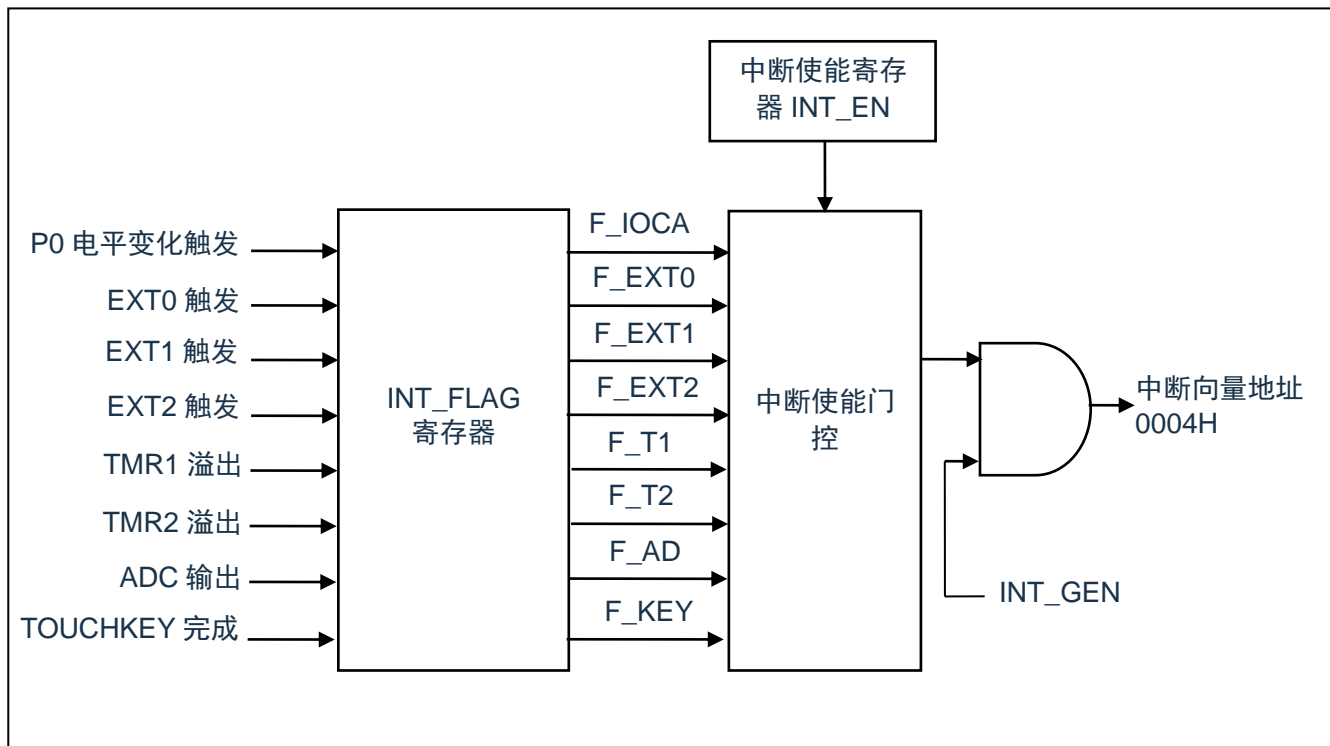 中断使能寄存
器 INT_EN
P0 电平变化触发
EXT0 触发
EXT1 触发
EXT2 触发
TMR1 溢出
TMR2 溢出
ADC 输出
TOUCHKEY 完成
INT_FLAG
寄存器
F_IOCA
F_EXT0
F_EXT1
F_EXT2
F_T1
F_T2
F_AD
F_KEY
中断使能门
控
中断向量地址
0004H
INT_GEN